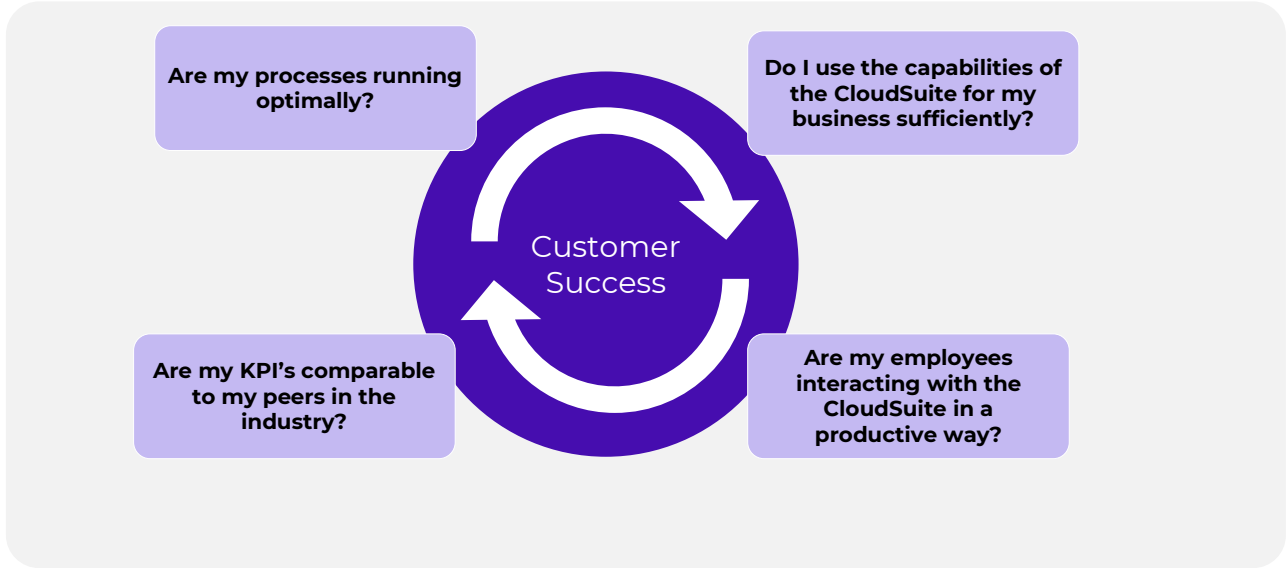 Are my processes running
optimally?
Do I use the capabilities of
the CloudSuite for my
business sufficiently?
Customer
Success
Are my KPI’s comparable
to my peers in the
industry?
Are my employees
interacting with the
CloudSuite in a
productive way?